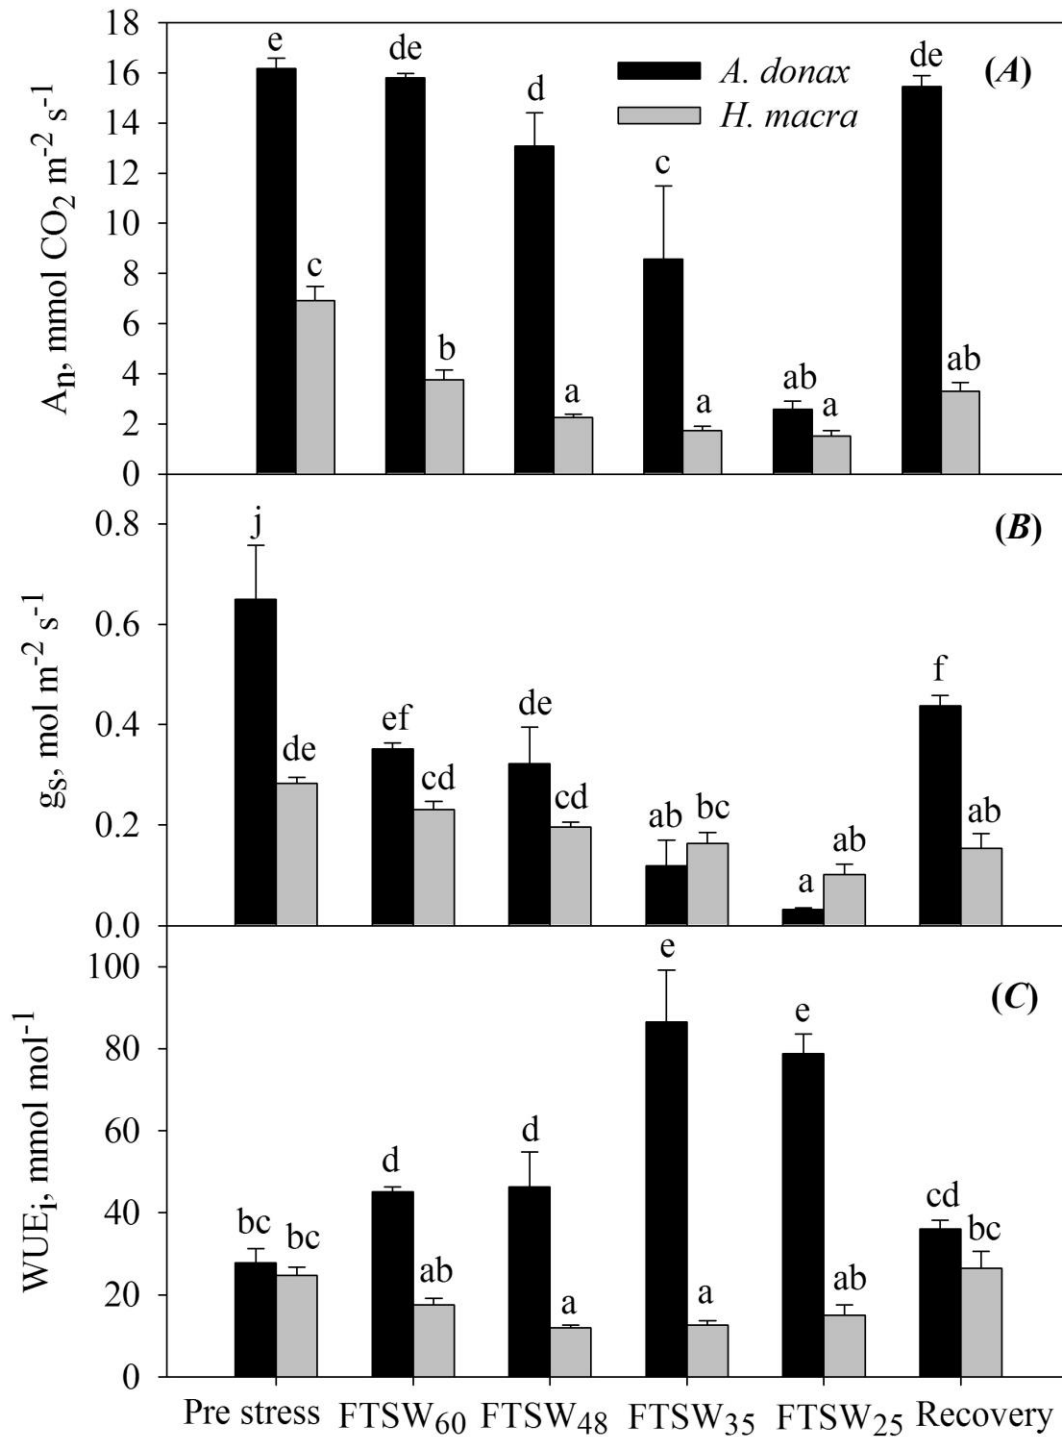 18
16
14
12
10
8
6
4
2
0
Aₙ, mmol CO₂ m⁻² s⁻¹
e
c
de
b
d
a
c
a
ab
a
de
ab
A. donax
H. macra
(A)
0.8
0.6
0.4
0.2
0.0
gₛ, mol m⁻² s⁻¹
j
de
ef
cd
de
cd
ab
bc
a
ab
f
ab
(B)
100
80
60
40
20
0
WUEᵢ, mmol mol⁻¹
bc
bc
d
ab
d
a
e
a
e
ab
cd
bc
(C)
Pre stress FTSW₆₀ FTSW₄₈ FTSW₃₅ FTSW₂₅ Recovery